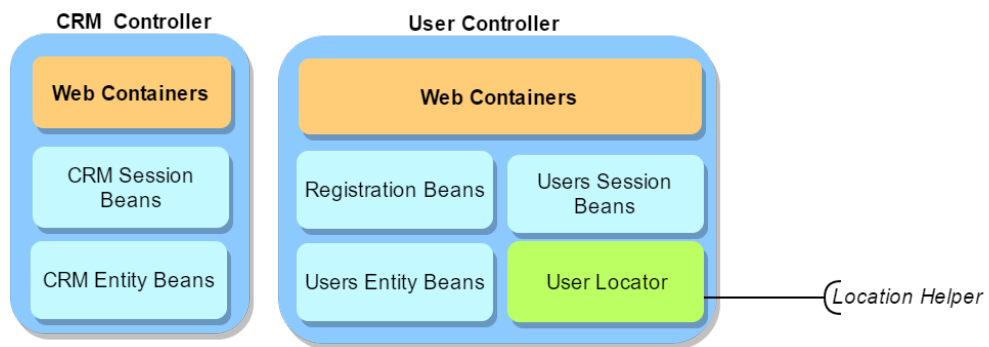 CRM Controller
Web Containers
CRM Session
Beans
CRM Entity Beans
User Controller
Web Containers
Registration Beans
Users Session
Beans
Users Entity Beans
User Locator
Location Helper